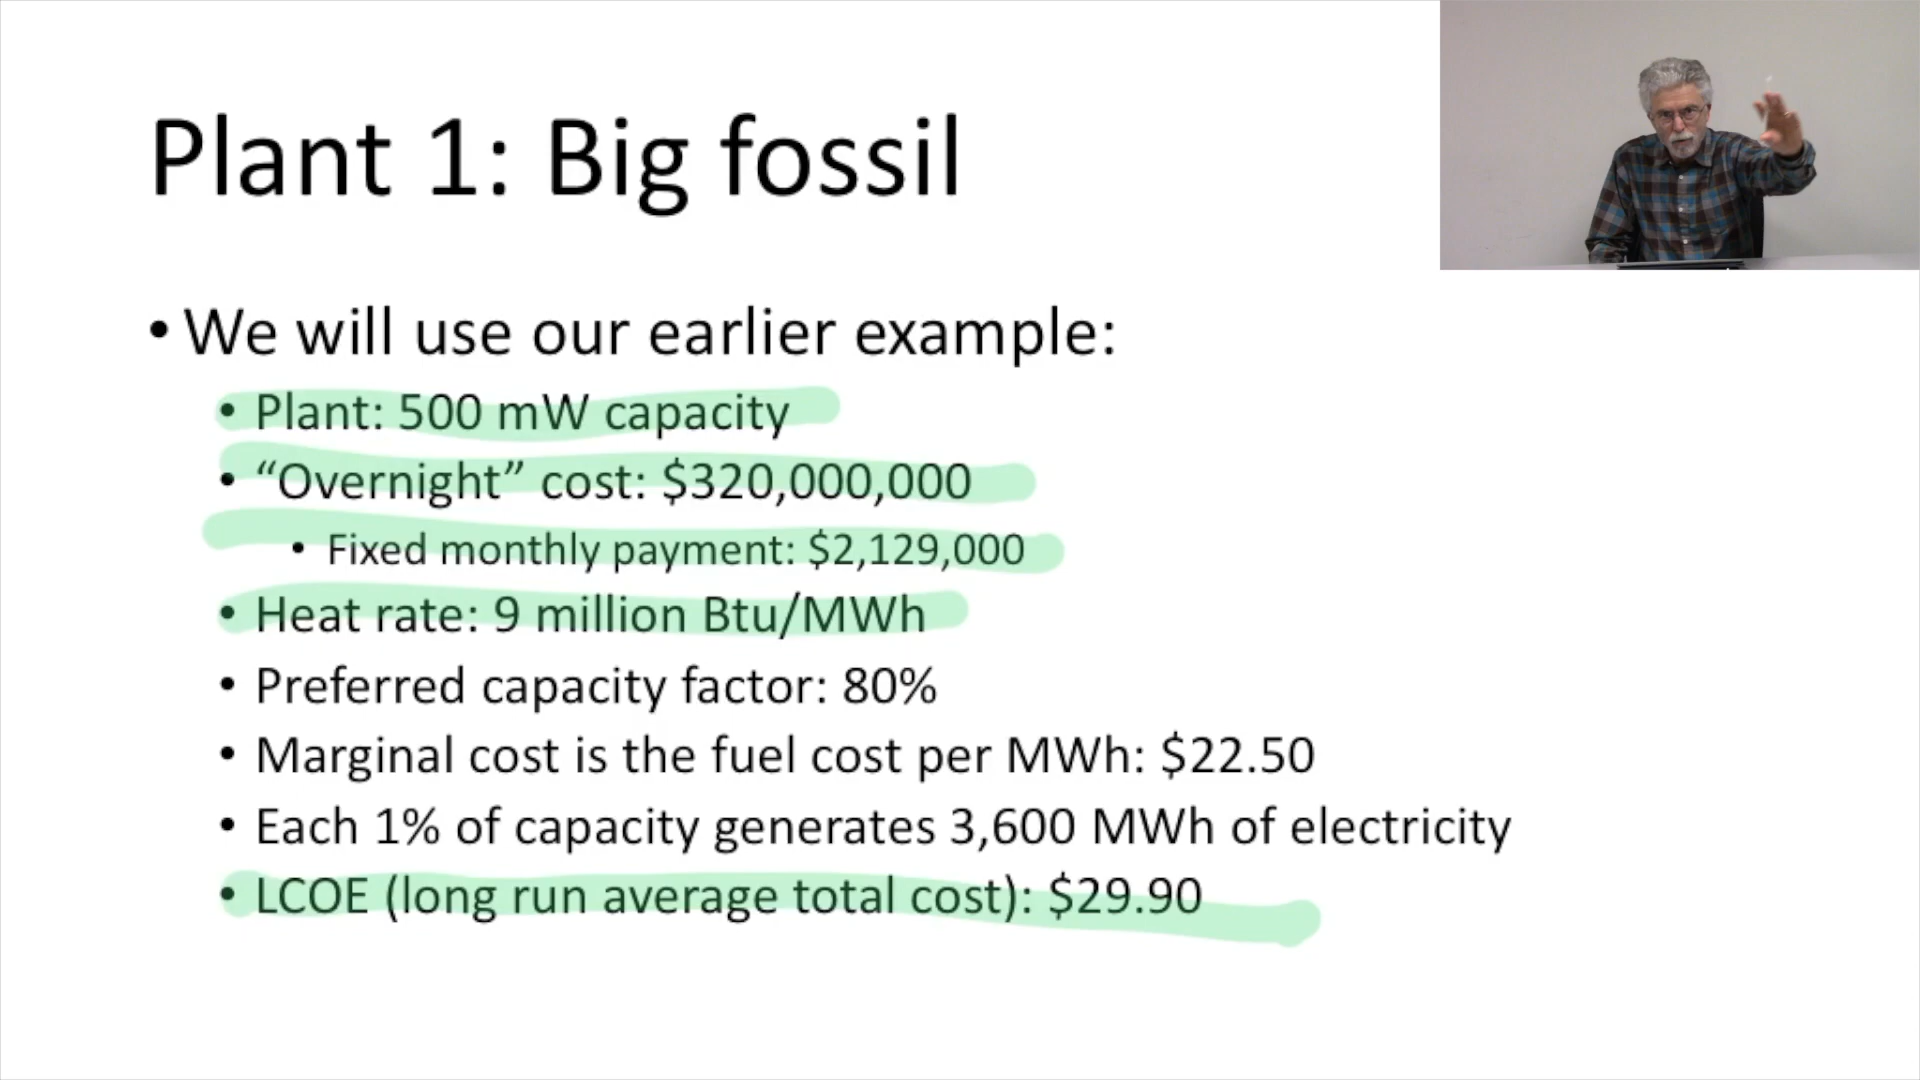 Plant 1: Big fossil
• We will use our earlier example:
• Plant: 500 mW capacity
• “Overnight” cost: $320,000,000
• Fixed monthly payment: $2,129,000
• Heat rate: 9 million Btu/MWh
• Preferred capacity factor: 80%
• Marginal cost is the fuel cost per MWh: $22.50
• Each 1% of capacity generates 3,600 MWh of electricity
• LCOE (long run average total cost): $29.90